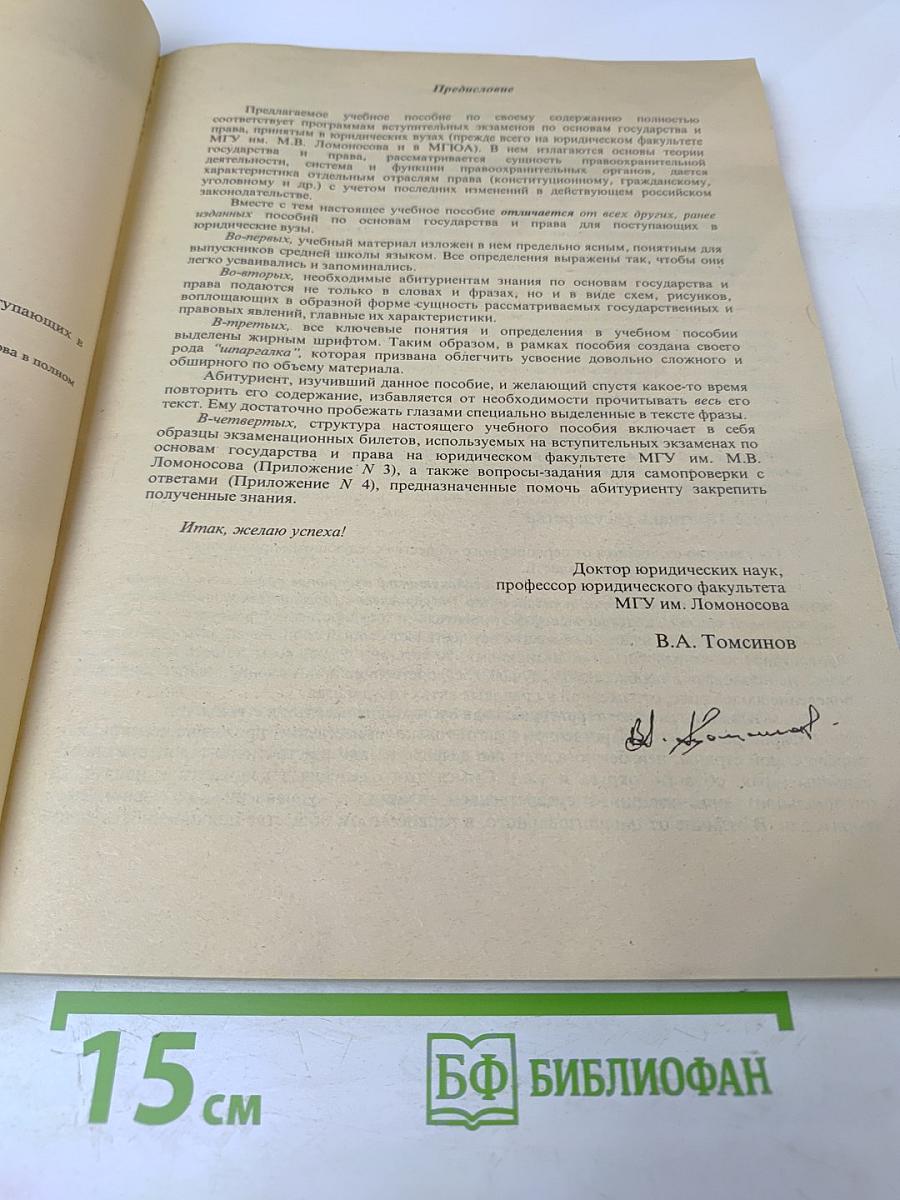 тупающих в
ова в полном
Предисловие
Предлагаемое учебное пособие по своему содержанию полностью
соответствует программам вступительных экзаменов по основам государства и
права, принятым в юридических вузах (прежде всего на юридическом факультете
МГУ им. М.В. Ломоносова и в МГЮА). В нем излагаются основы теории
государства и права, рассматривается сущность правоохранительной
деятельности, система и функции правоохранительных органов, дается
характеристика отдельным отраслям права (конституционному, гражданскому,
уголовному и др.) с учетом последних изменений в действующем российском
законодательстве.
Вместе с тем настоящее учебное пособие отличается от всех других, ранее
изданных пособий по основам государства и права для поступающих в
юридические вузы.
Во-первых, учебный материал изложен в нем предельно ясным, понятным для
выпускников средней школы языком. Все определения выражены так, чтобы они
легко усваивались и запоминались.
Во-вторых, необходимые абитуриентам знания по основам государства и
права подаются не только в словах и фразах, но и в виде схем, рисунков,
воплощающих в образной форме сущность рассматриваемых государственных и
правовых явлений, главные их характеристики.
В-третьих, все ключевые понятия и определения в учебном пособии
выделены жирным шрифтом. Таким образом, в рамках пособия создана своего
рода "шпаргалка", которая призвана облегчить усвоение довольно сложного и
обширного по объему материала.
Абитуриент, изучивший данное пособие, и желающий спустя какое-то время
повторить его содержание, избавляется от необходимости прочитывать весь его
текст. Ему достаточно пробежать глазами специально выделенные в тексте фразы.
В-четвертых, структура настоящего учебного пособия включает в себя
образцы экзаменационных билетов, используемых на вступительных экзаменах по
основам государства и права на юридическом факультете МГУ им. М.В.
Ломоносова (Приложение N 3), а также вопросы-задания для самопроверки с
ответами (Приложение N 4), предназначенные помочь абитуриенту закрепить
полученные знания.
Итак, желаю успеха!
Доктор юридических наук,
профессор юридического факультета
МГУ им. Ломоносова
В.А. Томсинов
15 см
БФ БИБЛИОФАН